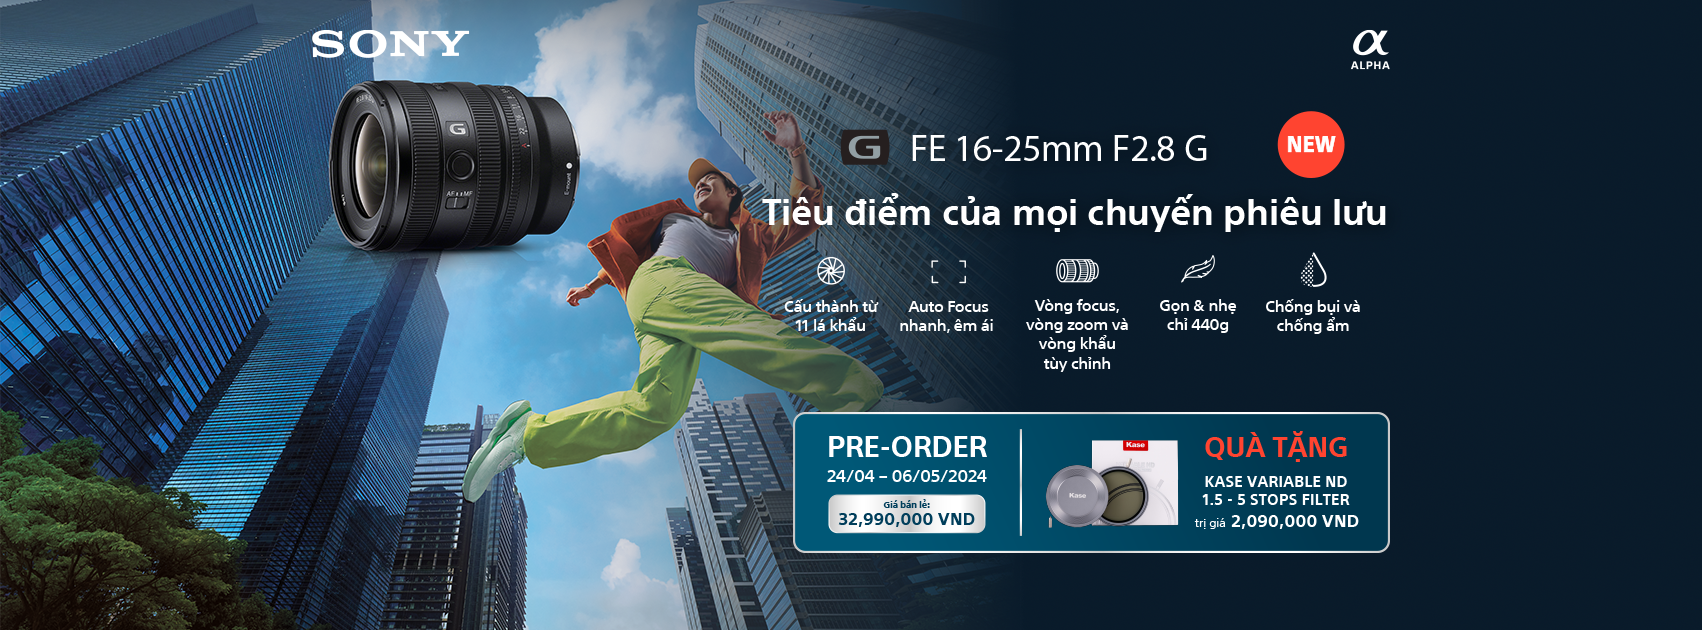 SONY
α
ALPHA
G
AF MF
E-mount
G FE 16-25mm F2.8 G
NEW
Tiêu điểm của mọi chuyến phiêu lưu
Cấu thành từ
11 lá khẩu
Auto Focus
nhanh, êm ái
Vòng focus,
vòng zoom và
vòng khẩu
tùy chỉnh
Gọn & nhẹ
chỉ 440g
Chống bụi và
chống ẩm
PRE-ORDER
24/04 – 06/05/2024
Giá bán lẻ:
32,990,000 VND
Kase
Kase
QUÀ TẶNG
KASE VARIABLE ND
1.5 - 5 STOPS FILTER
trị giá 2,090,000 VND